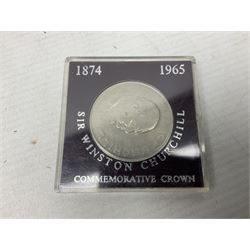 1874 1965
SIR WINSTON CHURCHILL
COMMEMORATIVE CROWN